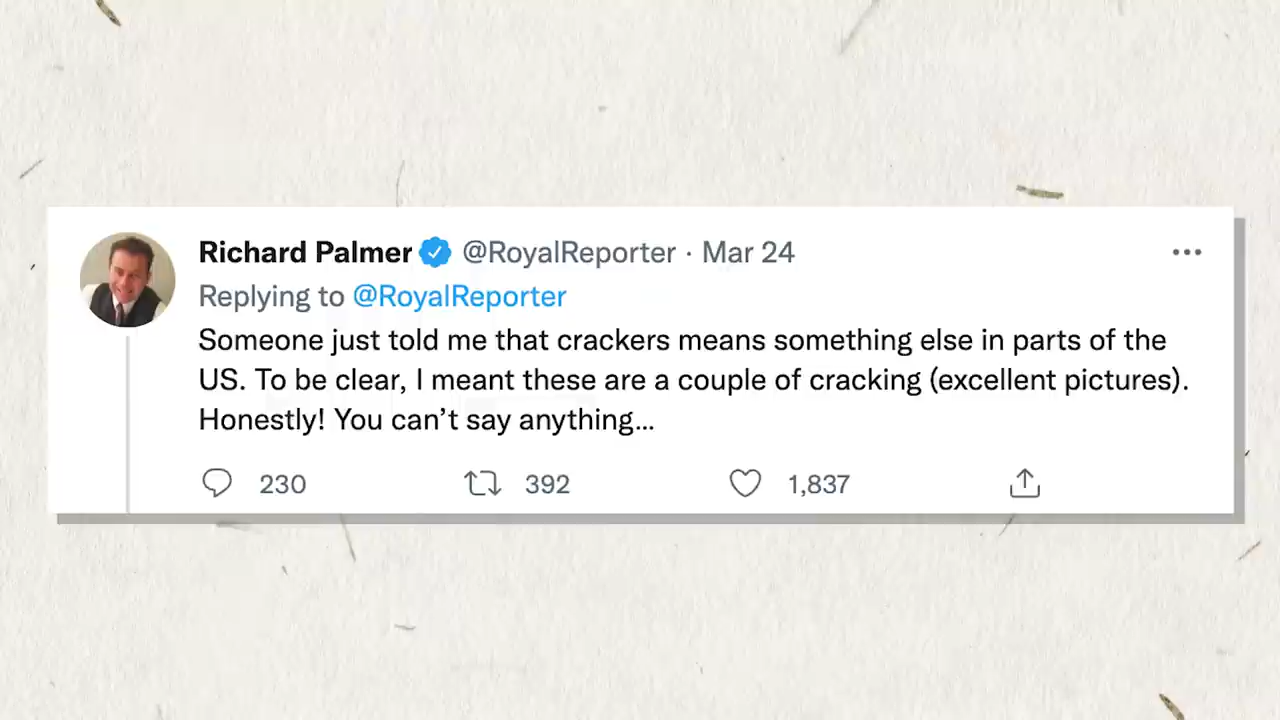 Richard Palmer @RoyalReporter · Mar 24
Replying to @RoyalReporter
Someone just told me that crackers means something else in parts of the
US. To be clear, I meant these are a couple of cracking (excellent pictures).
Honestly! You can’t say anything...
230 392 1,837